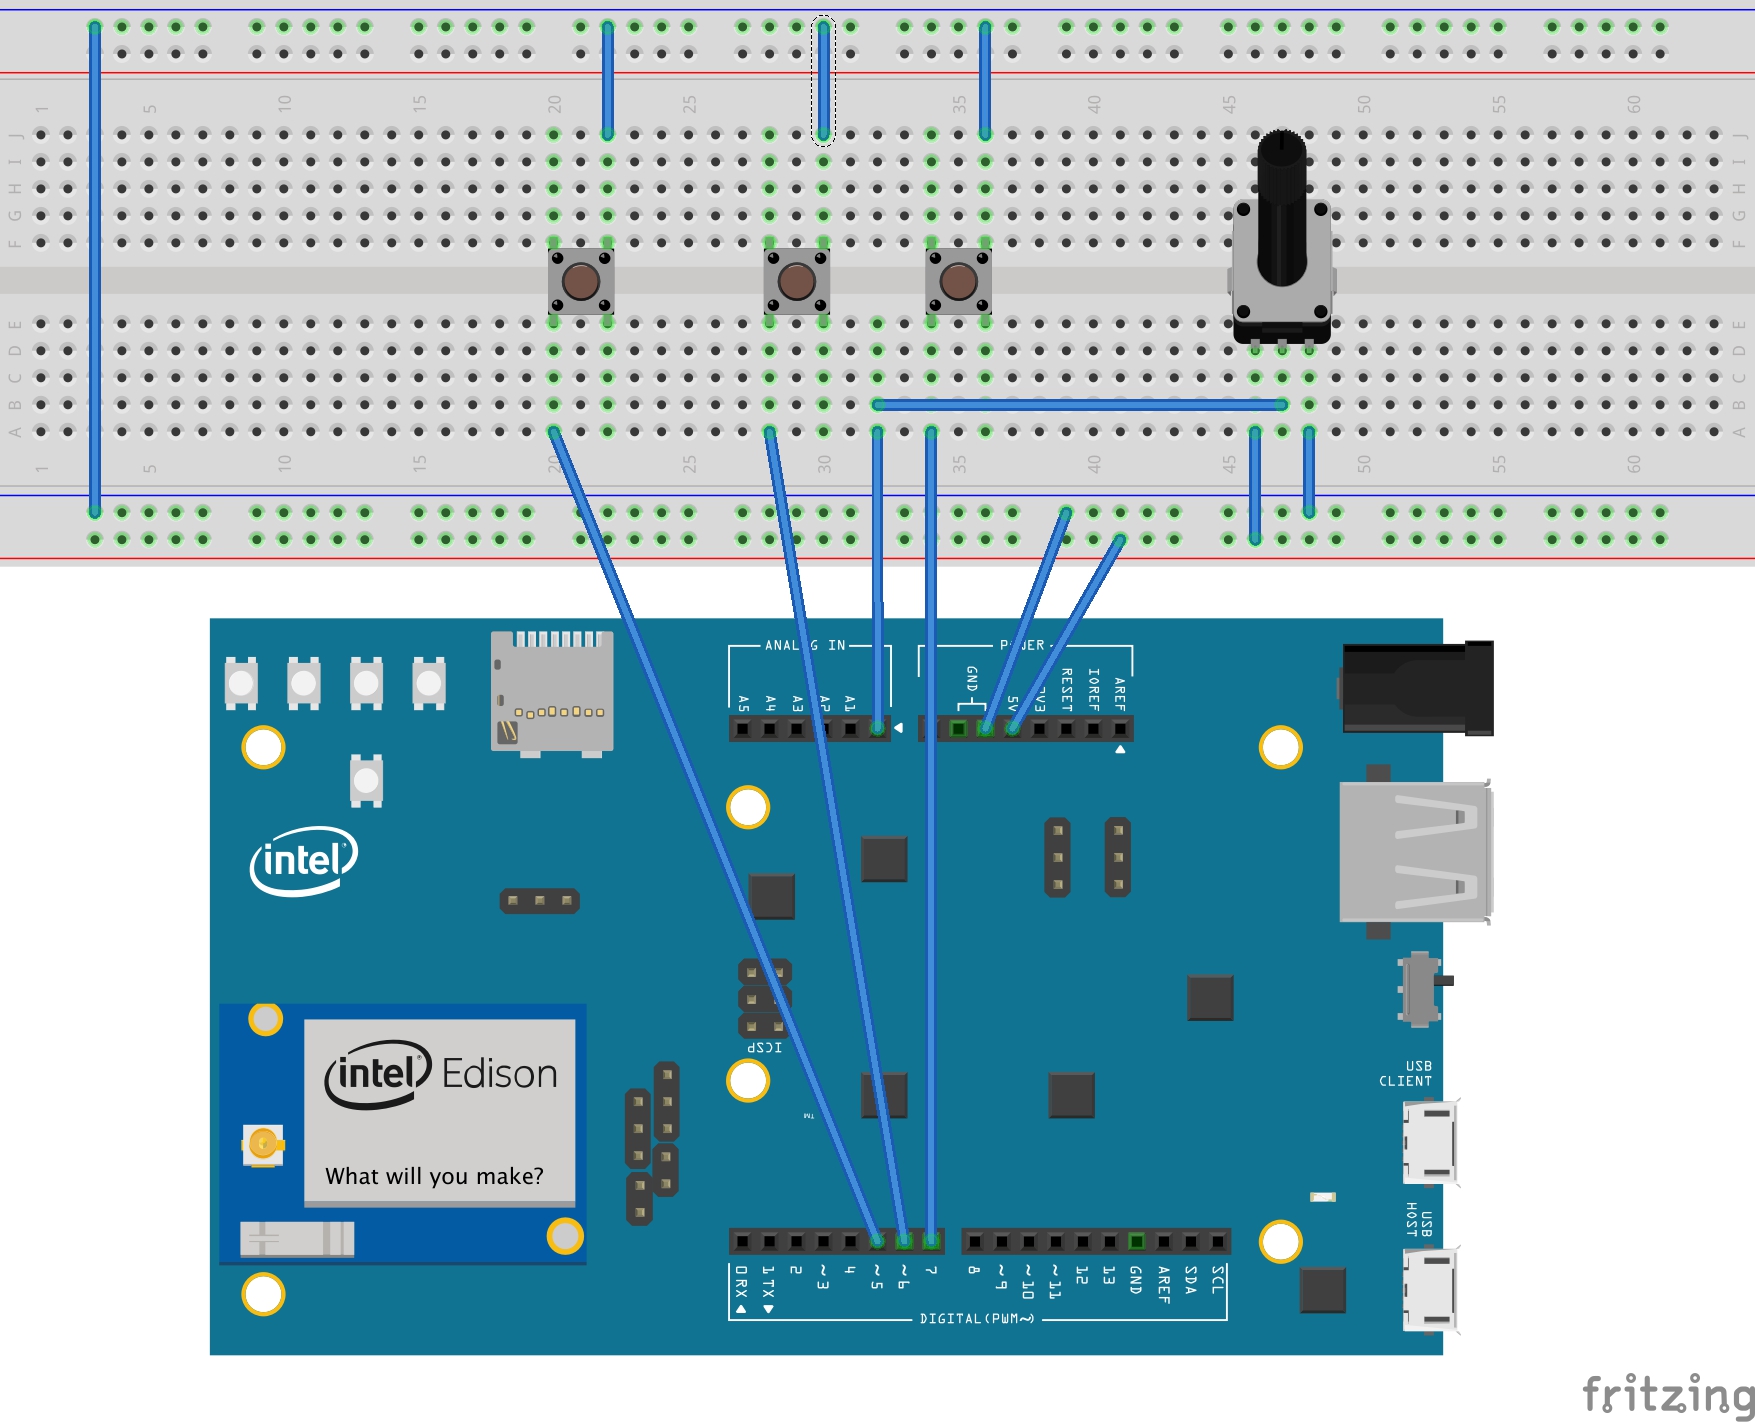 1 5 10 15 20 25 30 35 40 45 50 55 60
J J
I I
H H
G G
F F
E E
D D
C C
B B
A A
1 5 10 15 20 25 30 35 40 45 50 55 60
ANALOG IN
POWER
A5 A4 A3 A2 A1
GND 5V 3V3 RESET IOREF AREF
intel
ICSP
TM
intel Edison
What will you make?
USB
CLIENT
USB
HOST
0 RX 1 TX 2 ~3 4 ~5 ~6 7 8 ~9 ~10 ~11 12 13 GND AREF SDA SCL
DIGITAL(PWM~)
fritzing